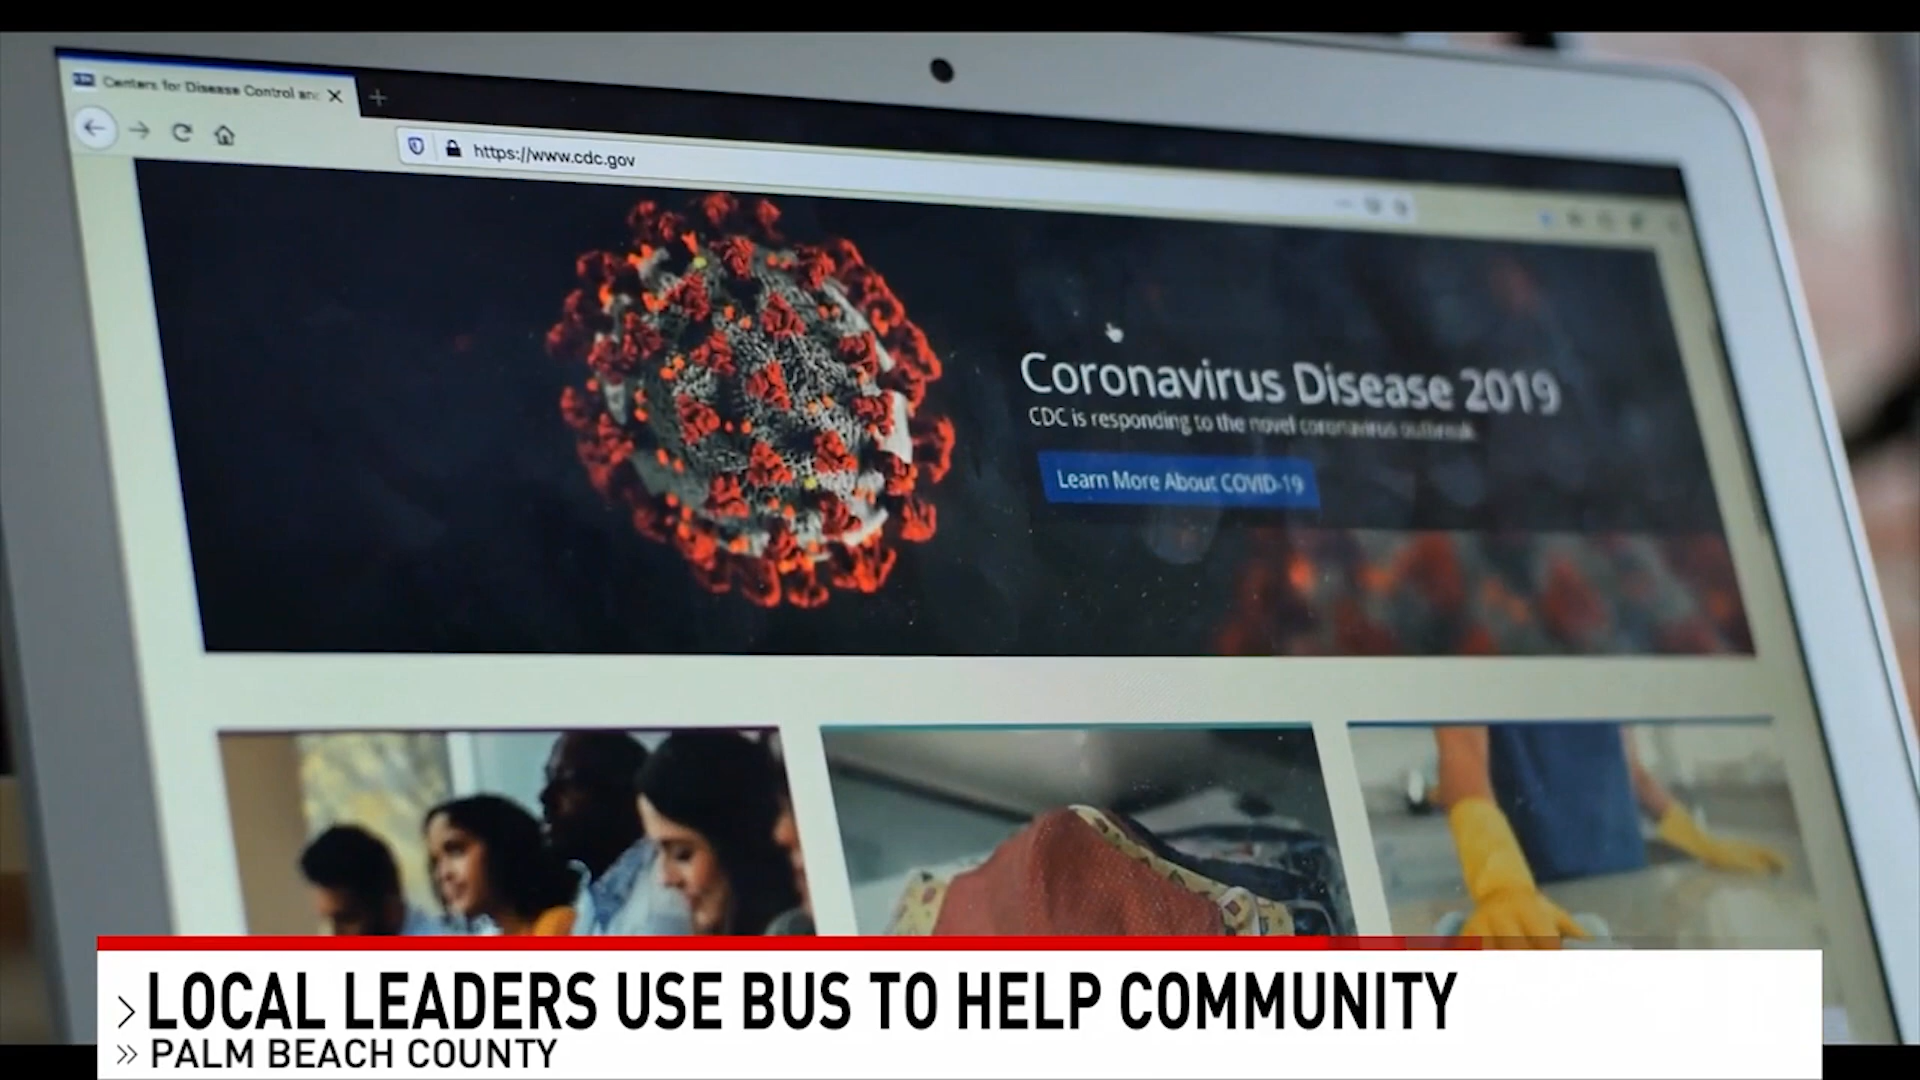 Centers for Disease Control an
https://www.cdc.gov
Coronavirus Disease 2019
CDC is responding to the novel coronavirus outbreak.
Learn More About COVID-19
LOCAL LEADERS USE BUS TO HELP COMMUNITY
PALM BEACH COUNTY